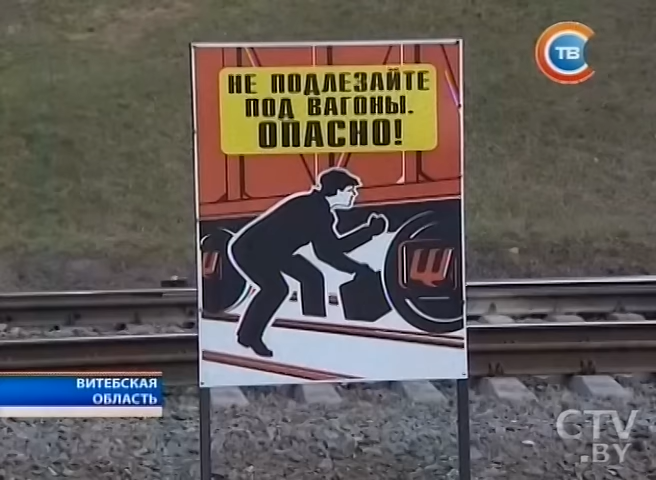 ТВ
НЕ ПОДЛЕЗАЙТЕ
ПОД ВАГОНЫ.
ОПАСНО!
Щ
Щ
ВИТЕБСКАЯ
ОБЛАСТЬ
CTV
.BY